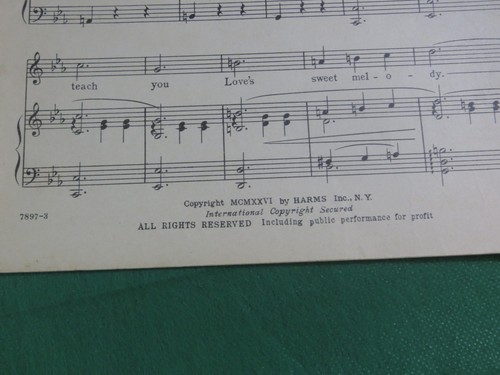 teach you Love's sweet mel - o - dy.
Copyright MCMXXVI by HARMS Inc., N.Y.
International Copyright Secured
7897-3
ALL RIGHTS RESERVED Including public performance for profit